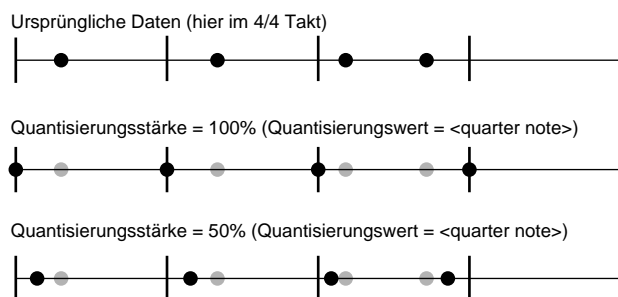 Ursprüngliche Daten (hier im 4/4 Takt)
Quantisierungsstärke = 100% (Quantisierungswert = <quarter note>)
Quantisierungsstärke = 50% (Quantisierungswert = <quarter note>)